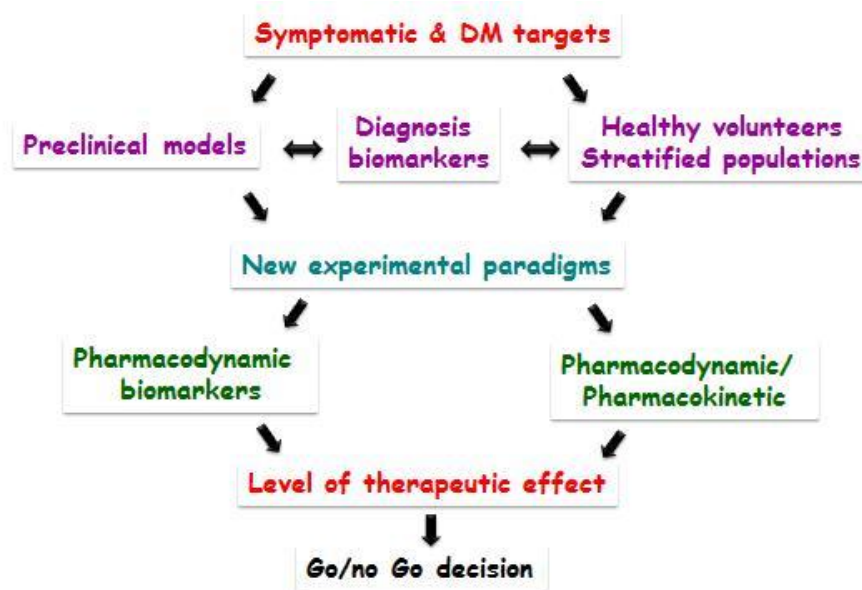 Symptomatic & DM targets
Preclinical models
Diagnosis
biomarkers
Healthy volunteers
Stratified populations
New experimental paradigms
Pharmacodynamic
biomarkers
Pharmacodynamic/
Pharmacokinetic
Level of therapeutic effect
Go/no Go decision